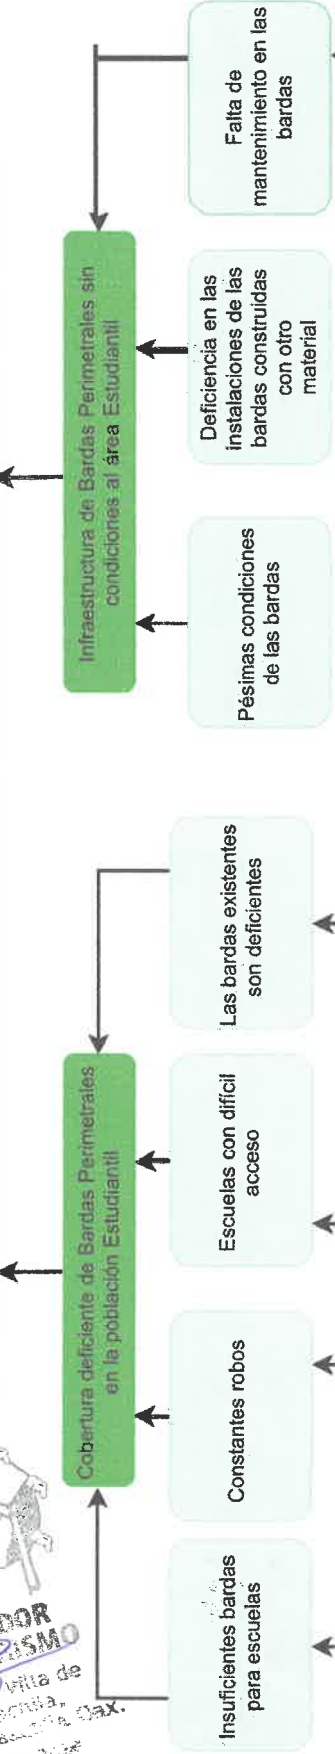 Cobertura deficiente de Bardas Perimetrales
en la población Estudiantil
Infraestructura de Bardas Perimetrales sin
condiciones al área Estudiantil
Insuficientes bardas
para escuelas
Constantes robos
Escuelas con difícil
acceso
Las bardas existentes
son deficientes
Pésimas condiciones
de las bardas
Deficiencia en las
instalaciones de las
bardas construidas
con otro
material
Falta de
mantenimiento en las
bardas
Villa de
Oax.